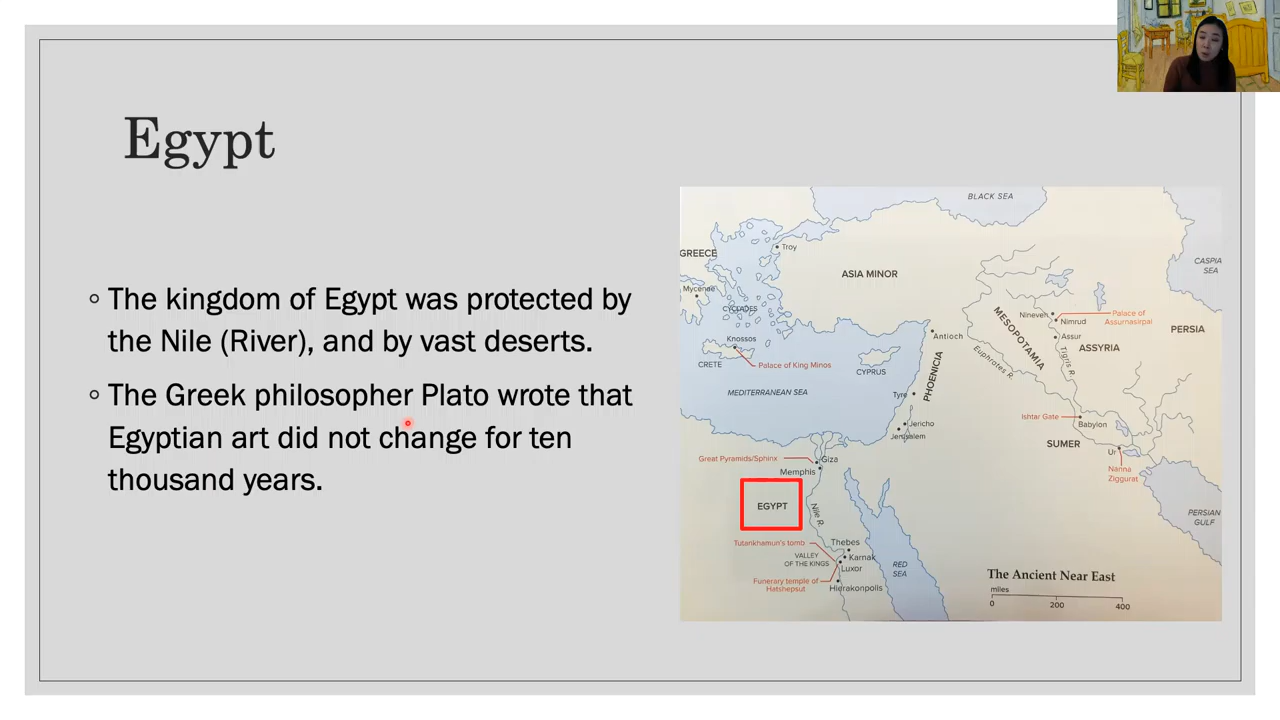 Egypt
The kingdom of Egypt was protected by
the Nile (River), and by vast deserts.
The Greek philosopher Plato wrote that
Egyptian art did not change for ten
thousand years.
BLACK SEA
GREECE
Troy
ASIA MINOR
CASPIA
SEA
Mycenae
CYCLADES
Nineveh
Nimrud
Palace of
Assurnasirpal
MESOPOTAMIA
PERSIA
Knossos
Antioch
Assur
ASSYRIA
CRETE
Palace of King Minos
CYPRUS
PHOENICIA
Euphrates R.
Tigris R.
MEDITERRANEAN SEA
Tyre
Jericho
Jerusalem
Ishtar Gate
Babylon
SUMER
Great Pyramids/Sphinx
Giza
Memphis
Ur
Nanna
Ziggurat
EGYPT
Nile R.
PERSIAN
GULF
Tutankhamun's tomb
Thebes
VALLEY
OF THE KINGS
Karnak
Luxor
RED
SEA
Funerary temple of
Hatshepsut
Hierakonpolis
The Ancient Near East
miles
0 200 400